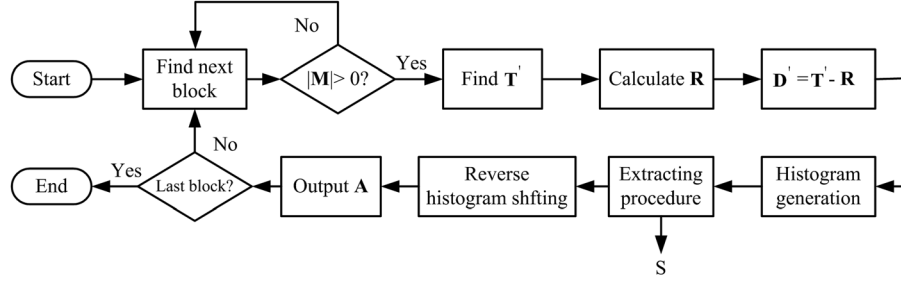 No
Start
Find next
block
|M|> 0?
Yes
Find T'
Calculate R
D' =T'- R
End
Yes
No
Last block?
Output A
Reverse
histogram shfting
Extracting
procedure
Histogram
generation
S